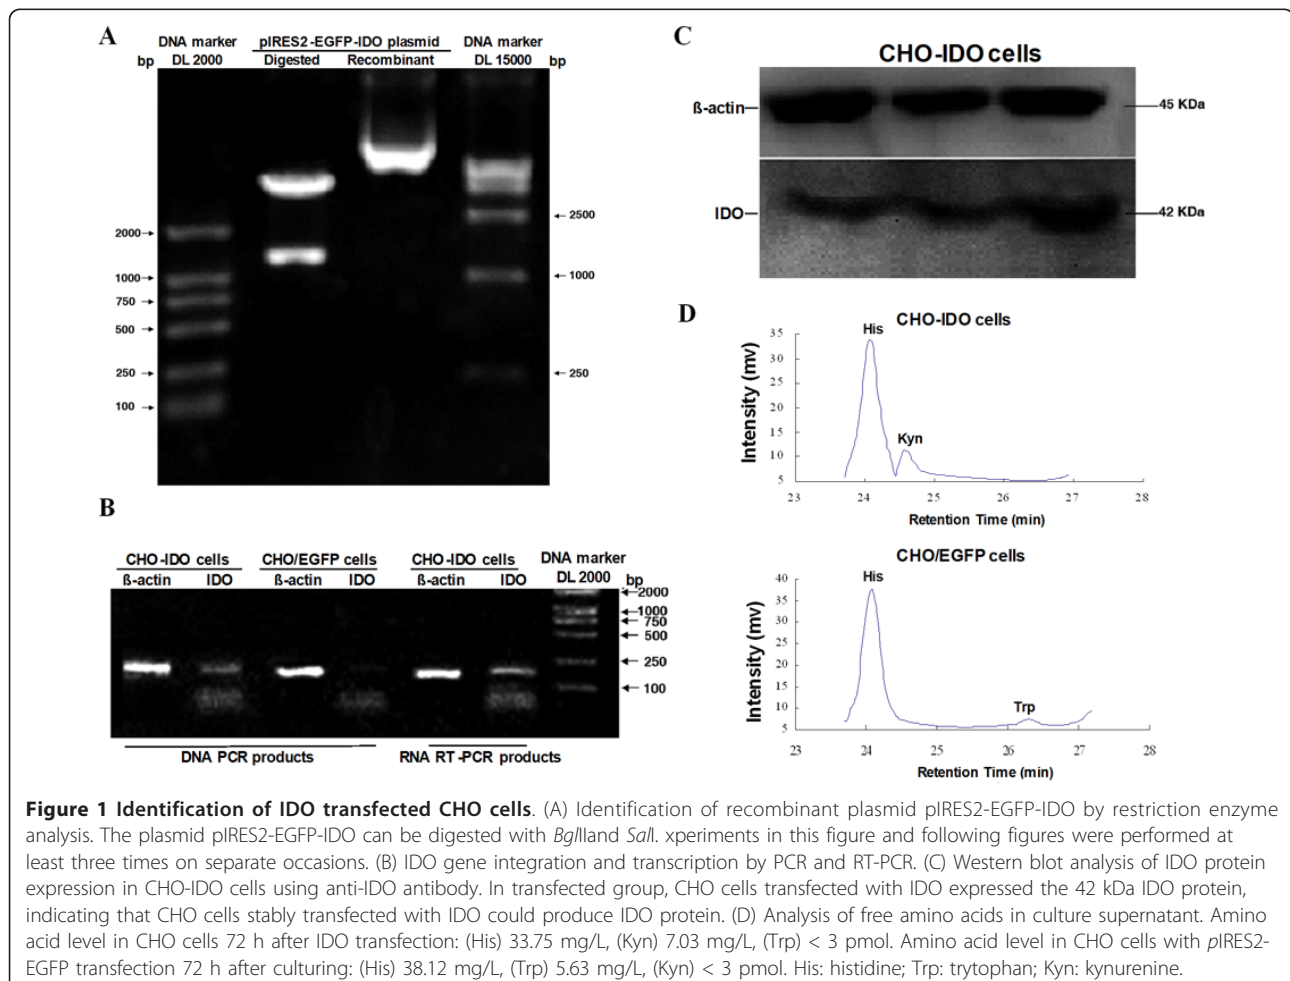 A
DNA marker
DL 2000
pIRES2-EGFP-IDO plasmid
Digested Recombinant
DNA marker
DL 15000
bp
bp
2000
1000
750
500
250
100
2500
1000
250
B
CHO-IDO cells
ß-actin IDO
CHO/EGFP cells
ß-actin IDO
CHO-IDO cells
ß-actin IDO
DNA marker
DL 2000
bp
2000
1000
750
500
250
100
DNA PCR products
RNA RT-PCR products
C
CHO-IDO cells
ß-actin
45 KDa
IDO
42 KDa
D
CHO-IDO cells
Intensity (mv)
35
30
25
20
15
10
5
His
Kyn
23 24 25 26 27 28
Retention Time (min)
CHO/EGFP cells
Intensity (mv)
40
35
30
25
20
15
10
5
His
Trp
23 24 25 26 27 28
Retention Time (min)
Figure 1 Identification of IDO transfected CHO cells. (A) Identification of recombinant plasmid pIRES2-EGFP-IDO by restriction enzyme
analysis. The plasmid pIRES2-EGFP-IDO can be digested with BglIIand SalI. xperiments in this figure and following figures were performed at
least three times on separate occasions. (B) IDO gene integration and transcription by PCR and RT-PCR. (C) Western blot analysis of IDO protein
expression in CHO-IDO cells using anti-IDO antibody. In transfected group, CHO cells transfected with IDO expressed the 42 kDa IDO protein,
indicating that CHO cells stably transfected with IDO could produce IDO protein. (D) Analysis of free amino acids in culture supernatant. Amino
acid level in CHO cells 72 h after IDO transfection: (His) 33.75 mg/L, (Kyn) 7.03 mg/L, (Trp) < 3 pmol. Amino acid level in CHO cells with pIRES2-
EGFP transfection 72 h after culturing: (His) 38.12 mg/L, (Trp) 5.63 mg/L, (Kyn) < 3 pmol. His: histidine; Trp: trytophan; Kyn: kynurenine.